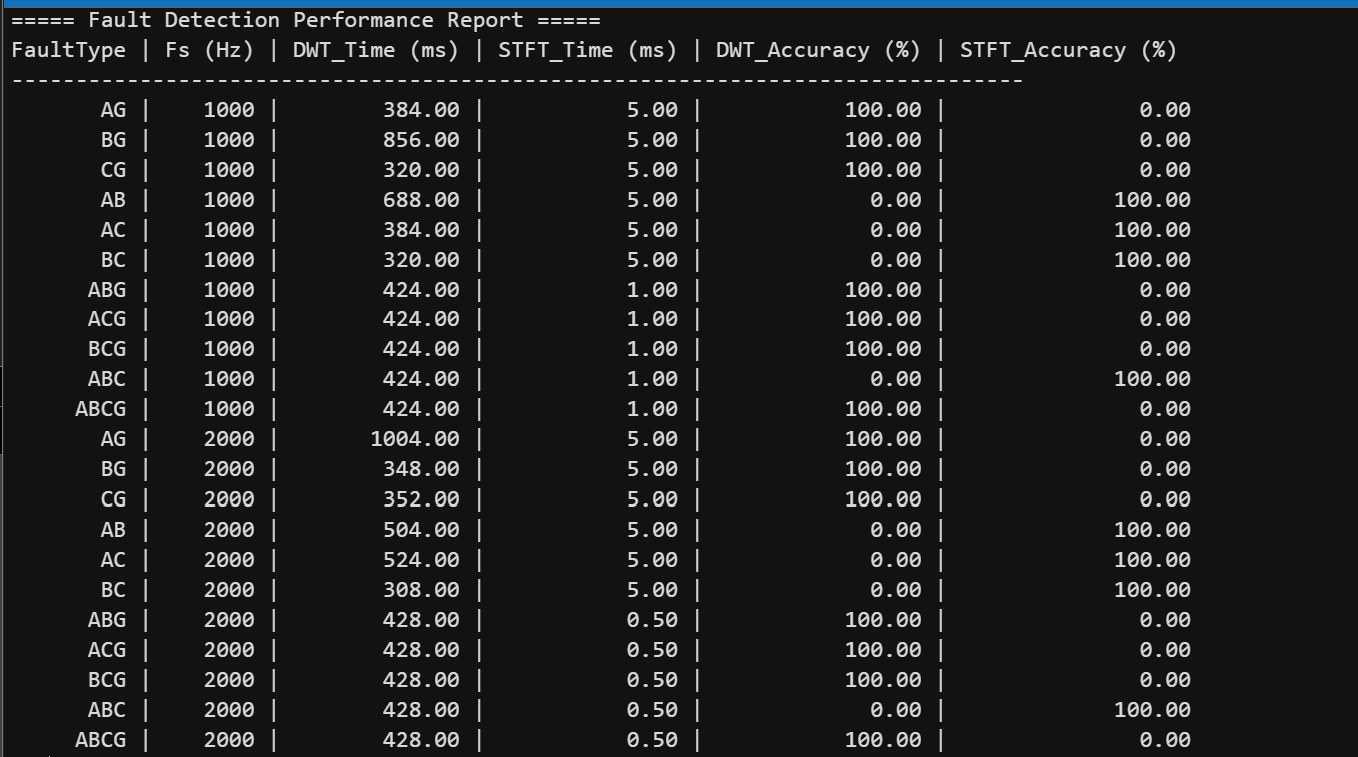 ===== Fault Detection Performance Report =====
FaultType | Fs (Hz) | DWT_Time (ms) | STFT_Time (ms) | DWT_Accuracy (%) | STFT_Accuracy (%)
-------------------------------------------------------------------------------
AG | 1000 | 384.00 | 5.00 | 100.00 | 0.00
BG | 1000 | 856.00 | 5.00 | 100.00 | 0.00
CG | 1000 | 320.00 | 5.00 | 100.00 | 0.00
AB | 1000 | 688.00 | 5.00 | 0.00 | 100.00
AC | 1000 | 384.00 | 5.00 | 0.00 | 100.00
BC | 1000 | 320.00 | 5.00 | 0.00 | 100.00
ABG | 1000 | 424.00 | 1.00 | 100.00 | 0.00
ACG | 1000 | 424.00 | 1.00 | 100.00 | 0.00
BCG | 1000 | 424.00 | 1.00 | 100.00 | 0.00
ABC | 1000 | 424.00 | 1.00 | 0.00 | 100.00
ABCG | 1000 | 424.00 | 1.00 | 100.00 | 0.00
AG | 2000 | 1004.00 | 5.00 | 100.00 | 0.00
BG | 2000 | 348.00 | 5.00 | 100.00 | 0.00
CG | 2000 | 352.00 | 5.00 | 100.00 | 0.00
AB | 2000 | 504.00 | 5.00 | 0.00 | 100.00
AC | 2000 | 524.00 | 5.00 | 0.00 | 100.00
BC | 2000 | 308.00 | 5.00 | 0.00 | 100.00
ABG | 2000 | 428.00 | 0.50 | 100.00 | 0.00
ACG | 2000 | 428.00 | 0.50 | 100.00 | 0.00
BCG | 2000 | 428.00 | 0.50 | 100.00 | 0.00
ABC | 2000 | 428.00 | 0.50 | 0.00 | 100.00
ABCG | 2000 | 428.00 | 0.50 | 100.00 | 0.00